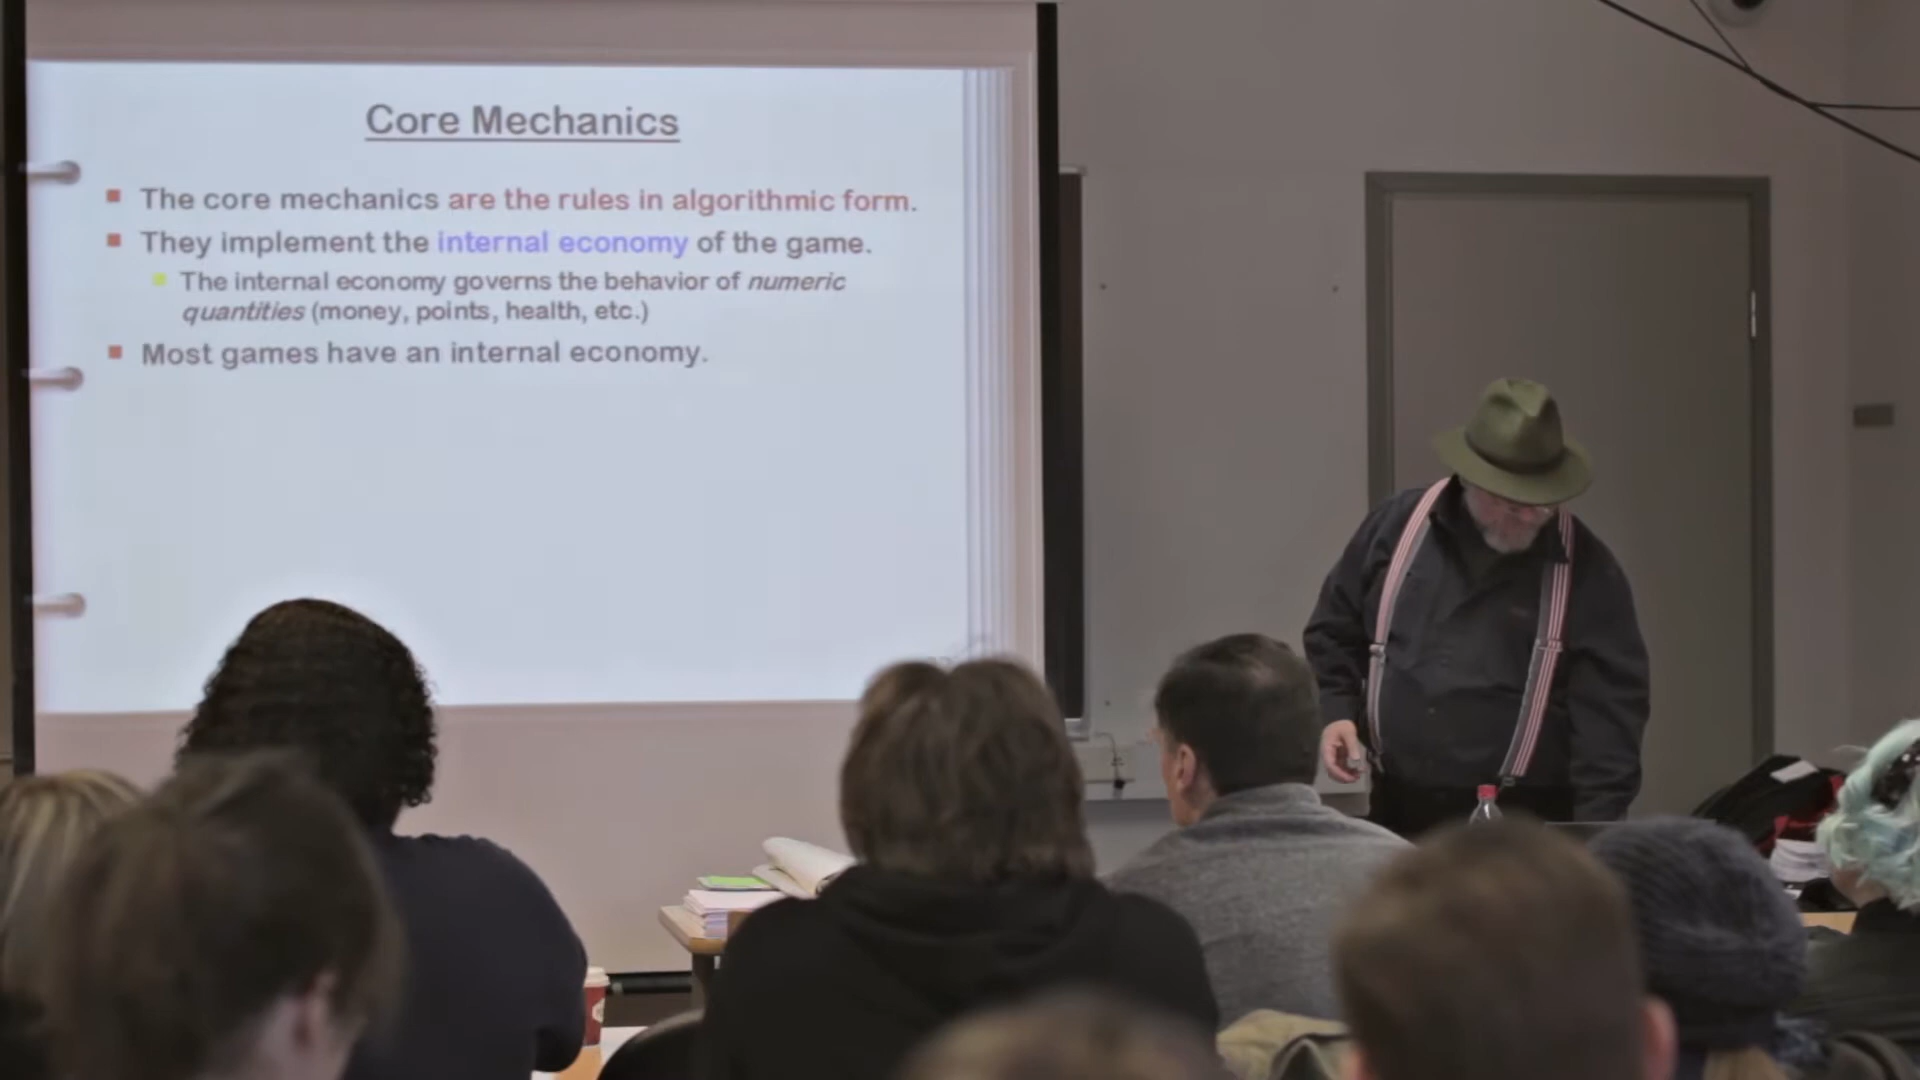 Core Mechanics
The core mechanics are the rules in algorithmic form.
They implement the internal economy of the game.
The internal economy governs the behavior of numeric
quantities (money, points, health, etc.)
Most games have an internal economy.